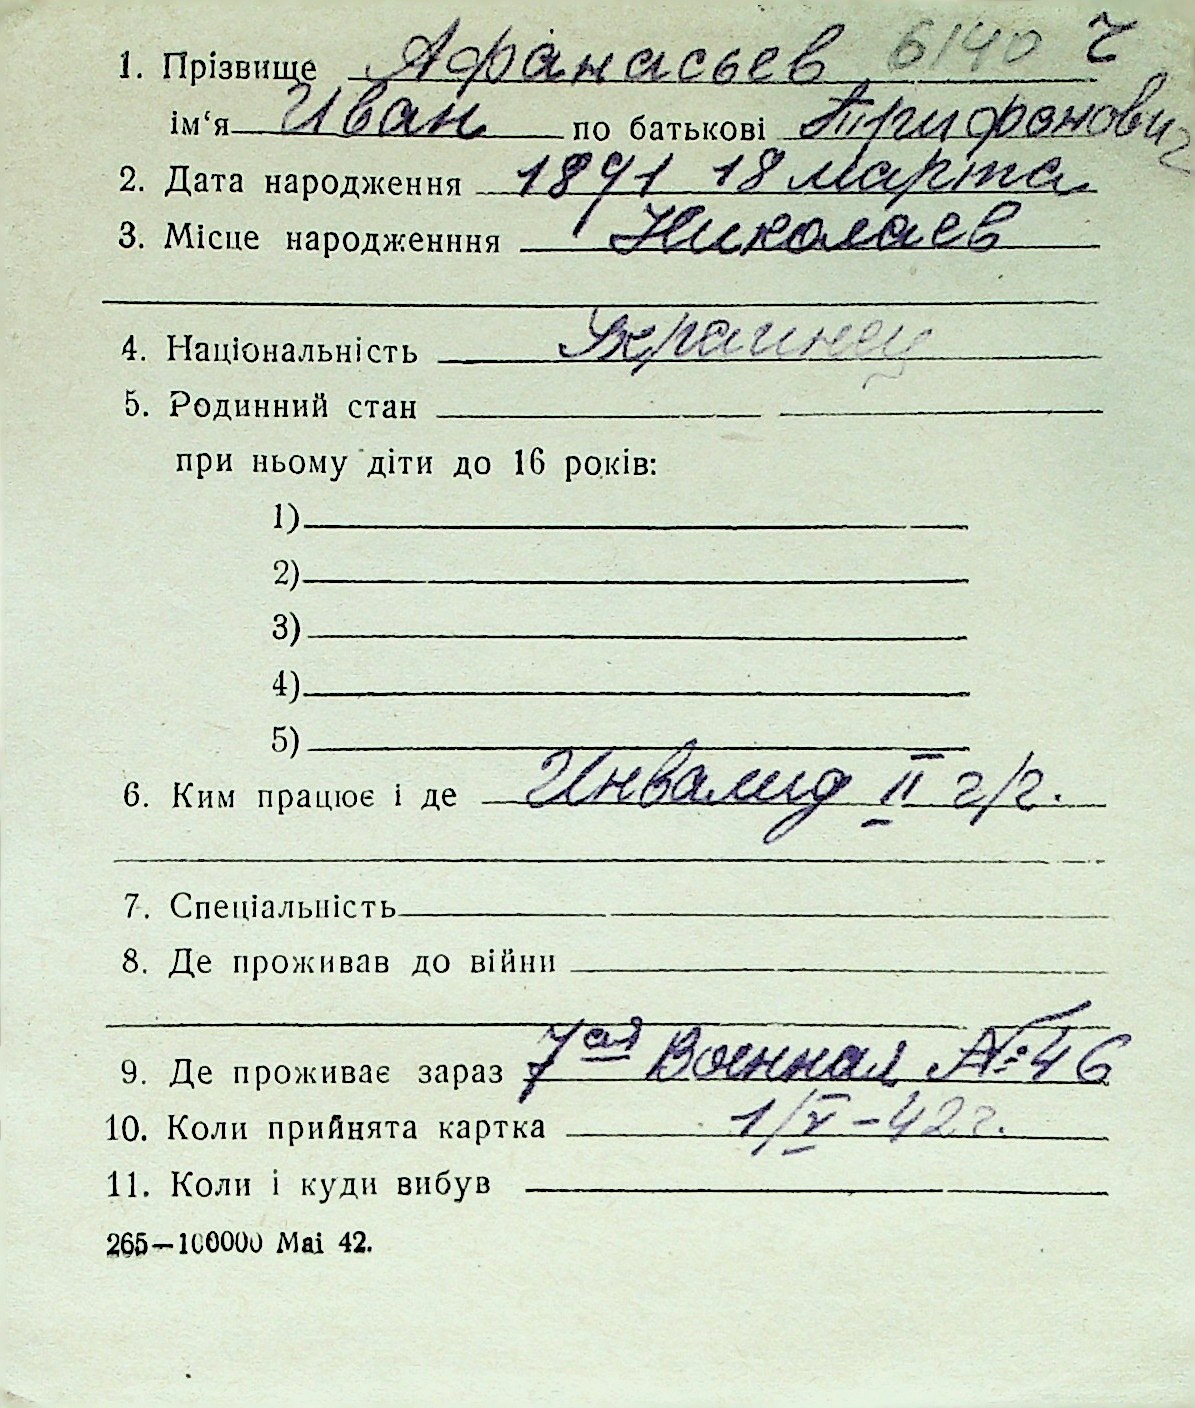 1. Прізвище Афанасьев 6140 ч
ім‘я Иван по батькові Трифонович
2. Дата народження 1891 18 марта
3. Місце народженння Николаев
4. Національність Украинец
5. Родинний стан
при ньому діти до 16 років:
1)
2)
3)
4)
5)
6. Ким працює і де Инвалид II г/г.
7. Спеціальність
8. Де проживав до війни
9. Де проживає зараз 7ая Военная № 46
10. Коли прийнята картка 1/V – 42 г.
11. Коли і куди вибув
265—100000 Mai 42.